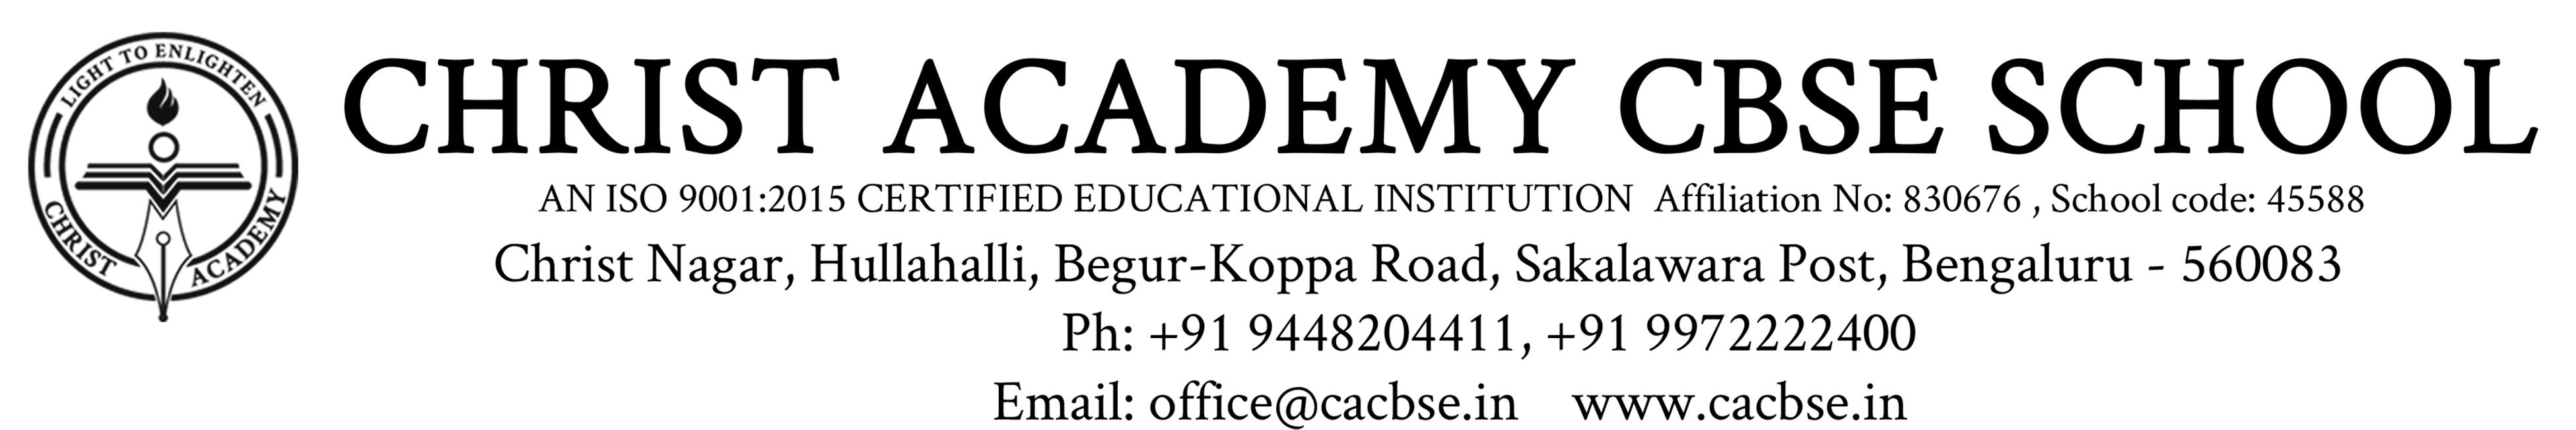 LIGHT TO ENLIGHTEN
CHRIST ACADEMY
CHRIST ACADEMY CBSE SCHOOL
AN ISO 9001:2015 CERTIFIED EDUCATIONAL INSTITUTION Affiliation No: 830676 , School code: 45588
Christ Nagar, Hullahalli, Begur-Koppa Road, Sakalawara Post, Bengaluru - 560083
Ph: +91 9448204411, +91 9972222400
Email: office@cacbse.in www.cacbse.in